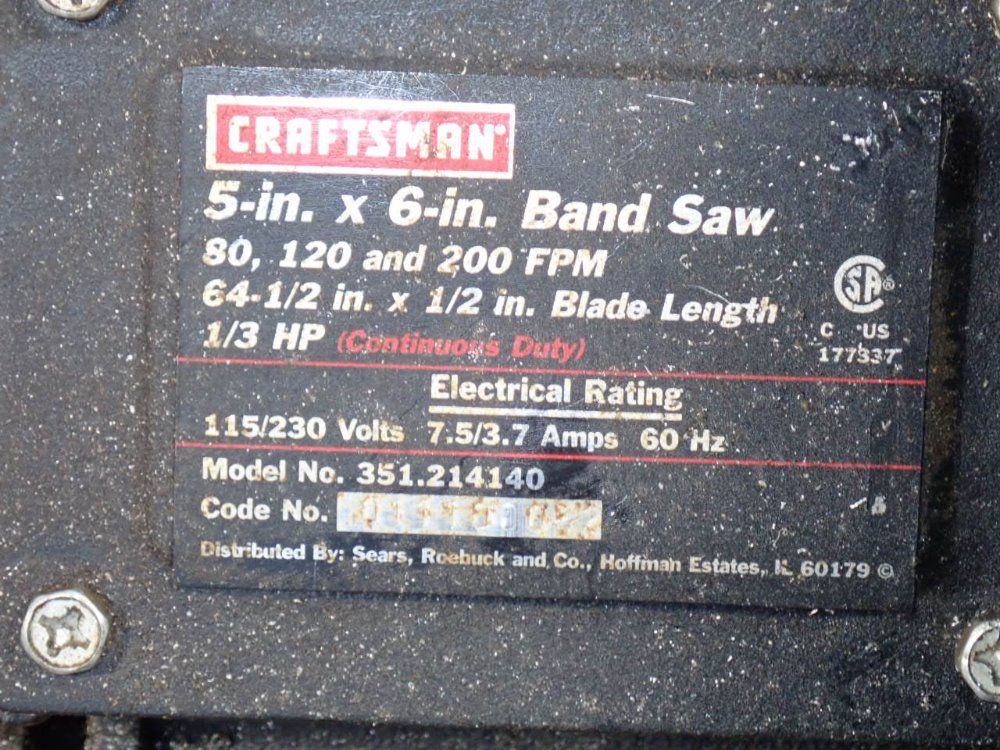 CRAFTSMAN®
5-in. x 6-in. Band Saw
80, 120 and 200 FPM
64-1/2 in. x 1/2 in. Blade Length
1/3 HP (Continuous Duty)
SA®
C US
177337
Electrical Rating
115/230 Volts 7.5/3.7 Amps 60 Hz
Model No. 351.214140
Code No.
Distributed By: Sears, Roebuck and Co., Hoffman Estates, IL 60179 ©